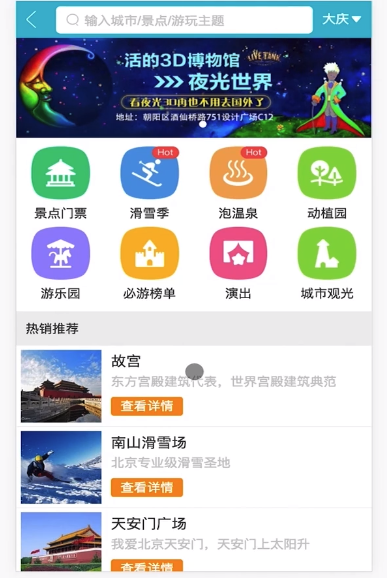 输入城市/景点/游玩主题
大庆
活的3D博物馆
LIVE TANK
>>> 夜光世界
看夜光3D再也不用去国外了
地址：朝阳区酒仙桥路751设计广场C12
Hot
Hot
景点门票
滑雪季
泡温泉
动植园
游乐园
必游榜单
演出
城市观光
热销推荐
故宫
东方宫殿建筑代表，世界宫殿建筑典范
查看详情
南山滑雪场
北京专业级滑雪圣地
查看详情
天安门广场
我爱北京天安门，天安门上太阳升
查看详情